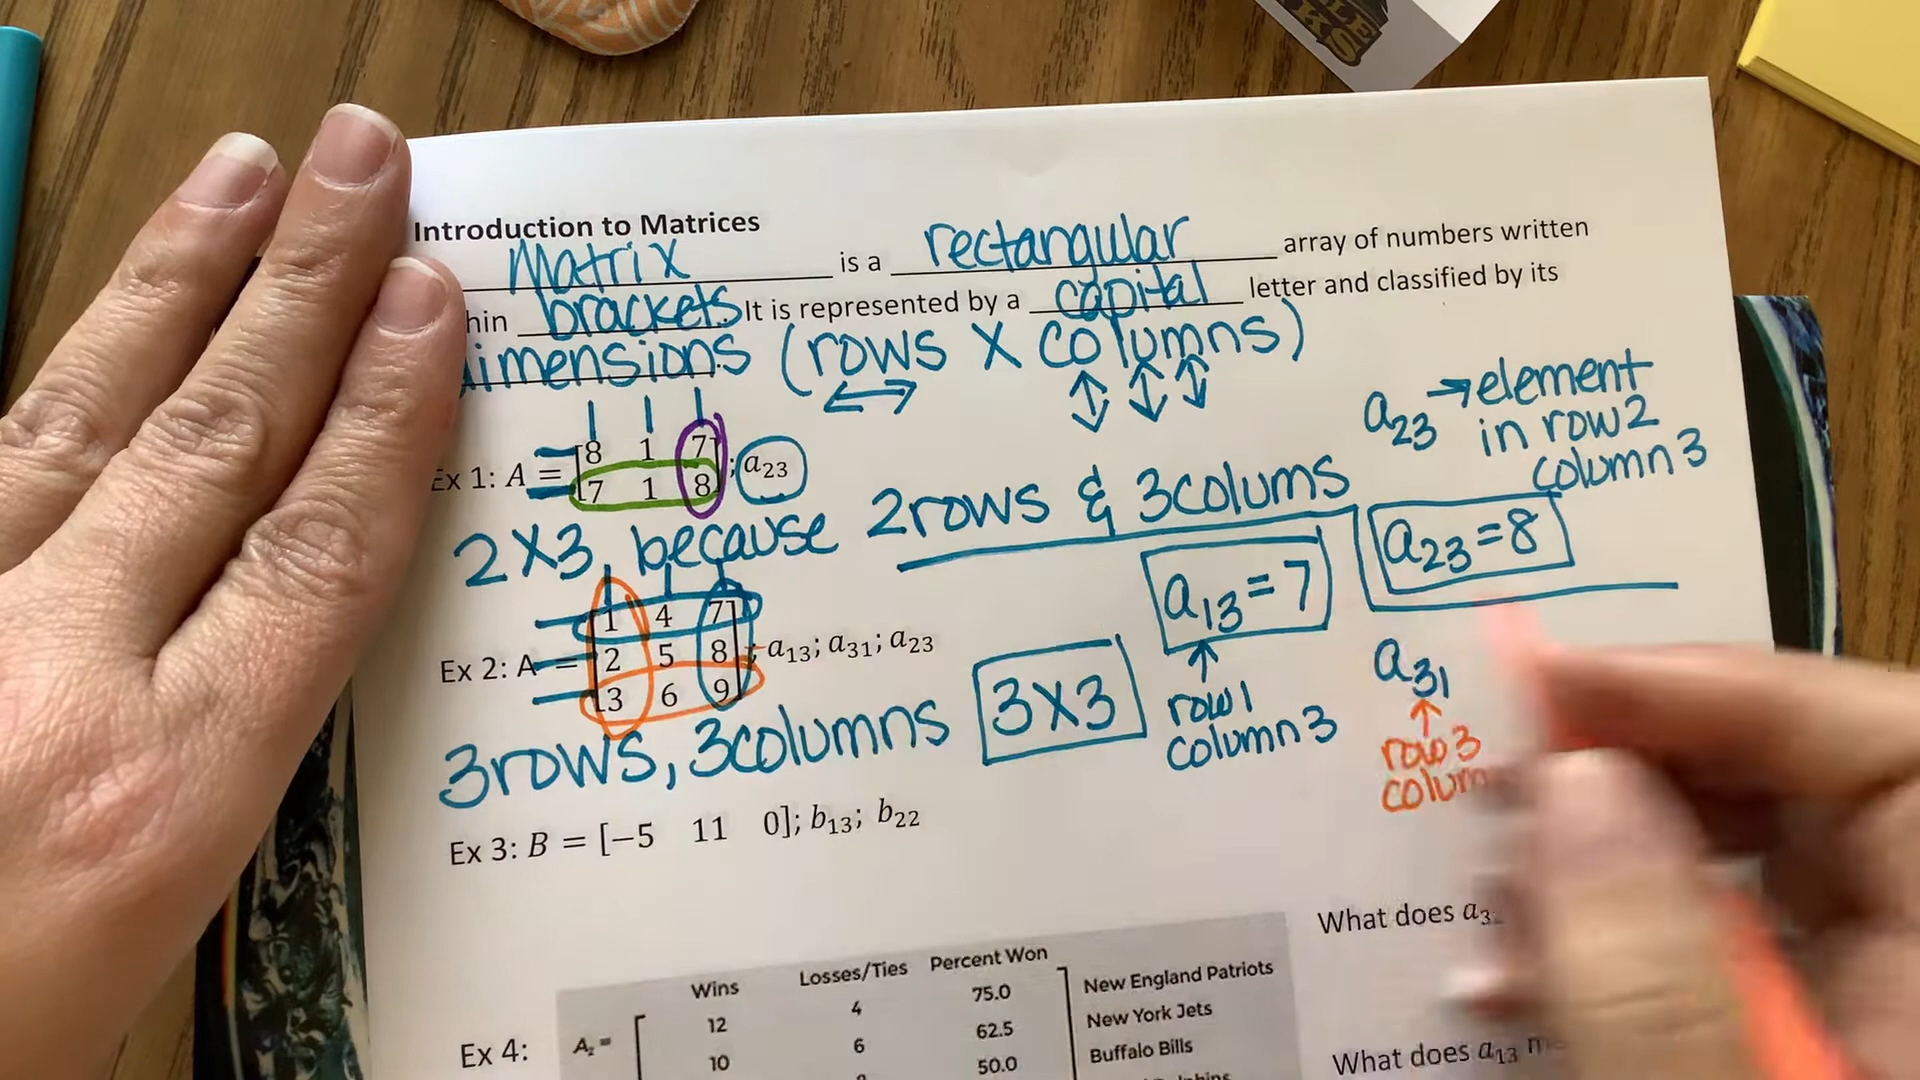 Introduction to Matrices
Matrix is a rectangular array of numbers written
hin brackets. It is represented by a capital letter and classified by its
dimensions (rows X columns)
Ex 1: A = [8 1 7
7 1 8]; a23
a23 → element
in row 2
column 3
2X3, because 2rows & 3colums
a23 = 8
Ex 2: A = [1 4 7
2 5 8
3 6 9]; a13; a31; a23
3rows, 3columns
3X3
a13 = 7
↑
row 1
column 3
a31
↑
row 3
colum
Ex 3: B = [−5 11 0]; b13; b22
What does a3
Ex 4: A2 =
Wins Losses/Ties Percent Won
12 4 75.0 New England Patriots
10 6 62.5 New York Jets
50.0 Buffalo Bills
What does a13 m